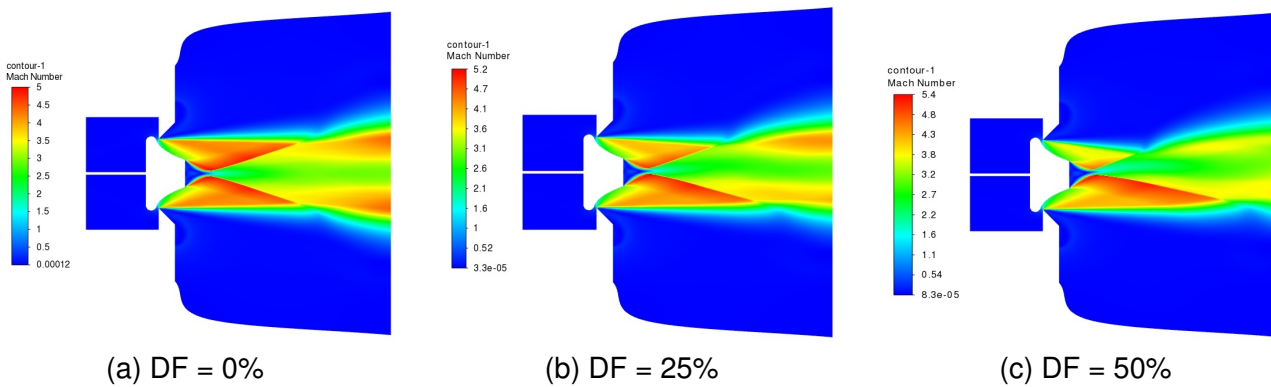 contour-1
Mach Number
5
4.5
4
3.5
3
2.5
2
1.5
1
0.5
0.00012
(a) DF = 0%
contour-1
Mach Number
5.2
4.6
4.1
3.6
3.1
2.6
2.1
1.6
1
0.52
3.3e-05
(b) DF = 25%
contour-1
Mach Number
5.4
4.8
4.3
3.8
3.2
2.7
2.2
1.6
1.1
0.54
8.3e-05
(c) DF = 50%